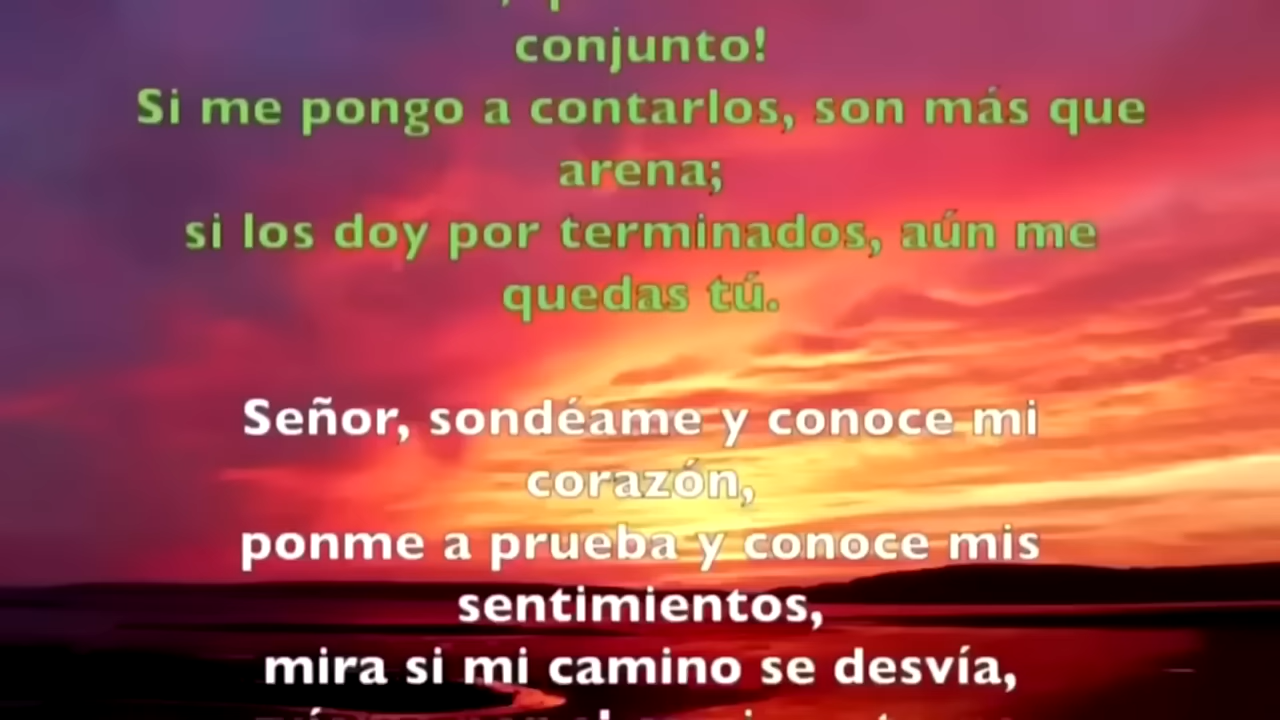 conjunto!
Si me pongo a contarlos, son más que
arena;
si los doy por terminados, aún me
quedas tú.
Señor, sondéame y conoce mi
corazón,
ponme a prueba y conoce mis
sentimientos,
mira si mi camino se desvía,